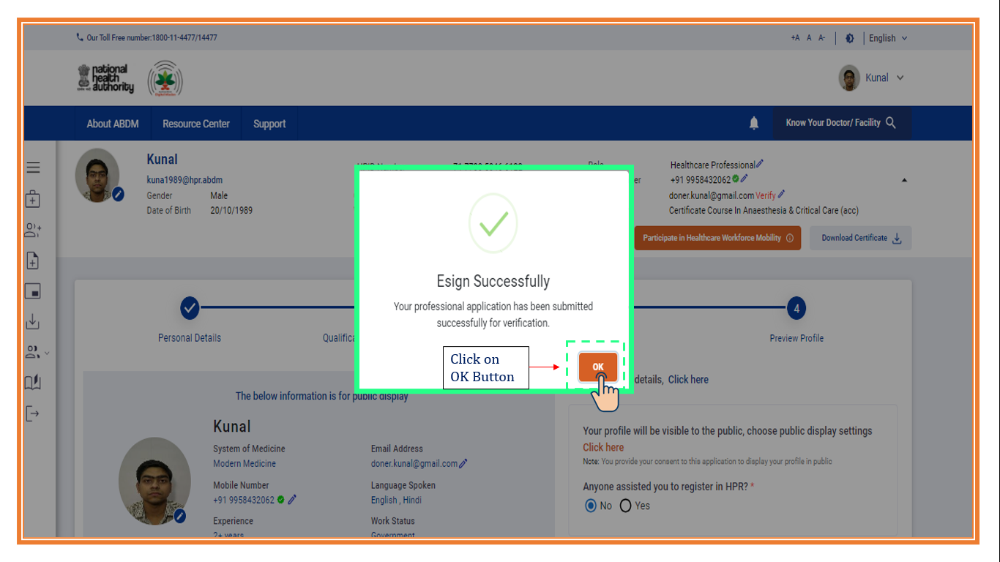 Our Toll Free number:1800-11-4477/14477
+A A A- English
national
health
authority
Kunal
About ABDM Resource Center Support Know Your Doctor/ Facility
Kunal
kuna1989@hpr.abdm
Gender Male
Date of Birth 20/10/1989
Role
Healthcare Professional
er +91 9958432062
doner.kunal@gmail.com Verify
Certificate Course In Anaesthesia & Critical Care (acc)
Participate in Healthcare Workforce Mobility Download Certificate
Esign Successfully
Your professional application has been submitted
successfully for verification.
Click on
OK Button
OK
4
Personal Details Qualifica Preview Profile
details, Click here
The below information is for public display
Kunal
System of Medicine Email Address
Modern Medicine doner.kunal@gmail.com
Mobile Number Language Spoken
+91 9958432062 English , Hindi
Experience Work Status
2+ years Government
Your profile will be visible to the public, choose public display settings
Click here
Note: You provide your consent to this application to display your profile in public
Anyone assisted you to register in HPR? *
No Yes